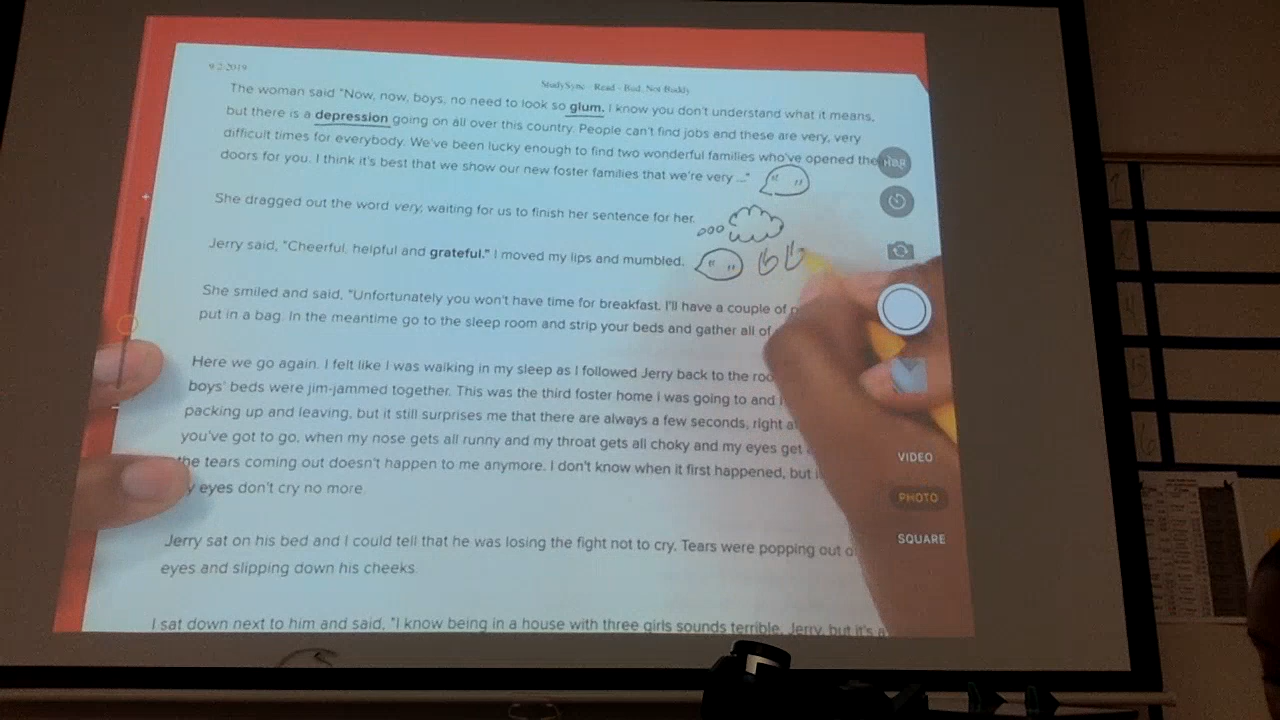 9/2/2019
StudySync - Read - Bud, Not Buddy
The woman said "Now, now, boys, no need to look so glum. I know you don't understand what it means,
but there is a depression going on all over this country. People can't find jobs and these are very, very
difficult times for everybody. We've been lucky enough to find two wonderful families who've opened the
doors for you. I think it's best that we show our new foster families that we're very ..."
She dragged out the word very, waiting for us to finish her sentence for her.
Jerry said, "Cheerful, helpful and grateful." I moved my lips and mumbled.
She smiled and said, "Unfortunately you won't have time for breakfast. I'll have a couple of
put in a bag. In the meantime go to the sleep room and strip your beds and gather all of
Here we go again. I felt like I was walking in my sleep as I followed Jerry back to the
boys' beds were jim-jammed together. This was the third foster home I was going to and
packing up and leaving, but it still surprises me that there are always a few seconds, right
you've got to go, when my nose gets all runny and my throat gets all choky and my eyes get
the tears coming out doesn't happen to me anymore. I don't know when it first happened, but
eyes don't cry no more.
Jerry sat on his bed and I could tell that he was losing the fight not to cry. Tears were popping out
eyes and slipping down his cheeks.
I sat down next to him and said, "I know being in a house with three girls sounds terrible, Jerry, but it's a
HDR
VIDEO
PHOTO
SQUARE